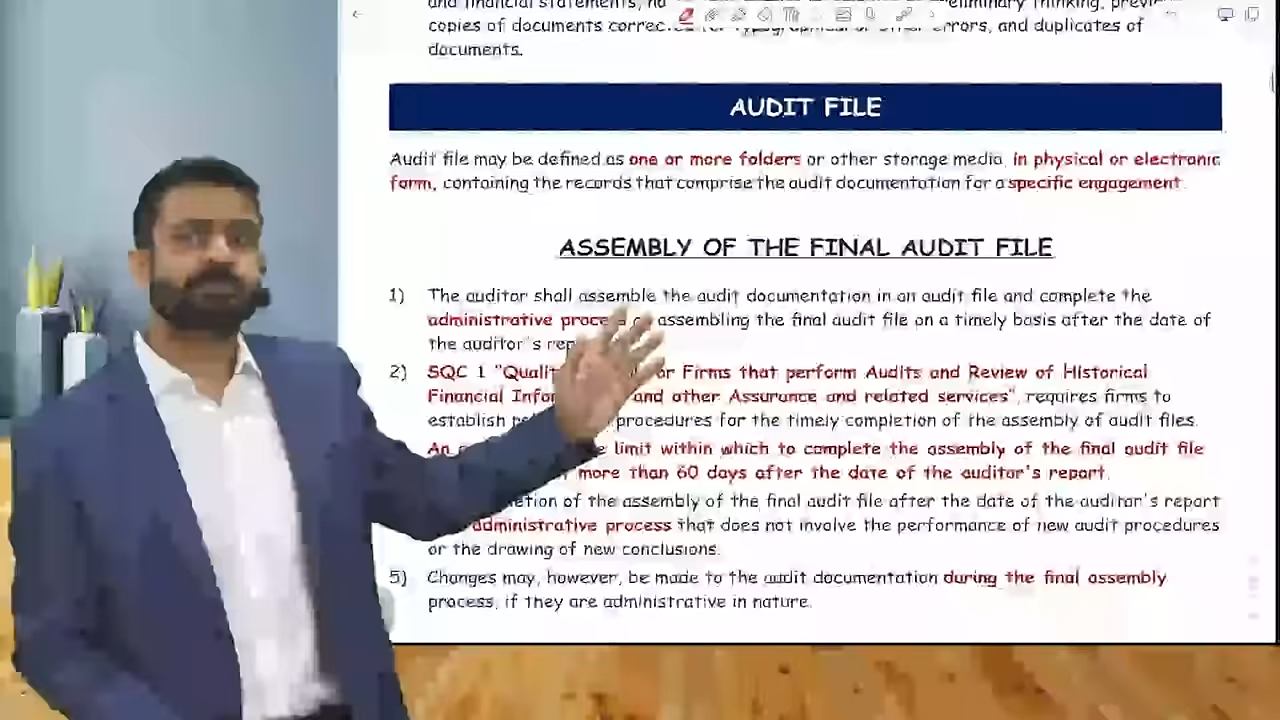 and financial statements,
copies of documents errors, and duplicates of
documents.
AUDIT FILE
Audit file may be defined as one or more folders or other storage media, in physical or electronic
form, containing the records that comprise the audit documentation for a specific engagement.
ASSEMBLY OF THE FINAL AUDIT FILE
1) The auditor shall assemble the audit documentation in an audit file and complete the
administrative assembling the final audit file on a timely basis after the date of
the auditor's
2) SQC 1 Firms that perform Audits and Review of Historical
Financial and other Assurance and related services", requires firms to
establish procedures for the timely completion of the assembly of audit files.
An limit within which to complete the assembly of the final audit file
more than 60 days after the date of the auditor's report.
of the assembly of the final audit file after the date of the auditor's report
administrative process that does not involve the performance of new audit procedures
or the drawing of new conclusions.
5) Changes may, however, be made to the audit documentation during the final assembly
process, if they are administrative in nature.